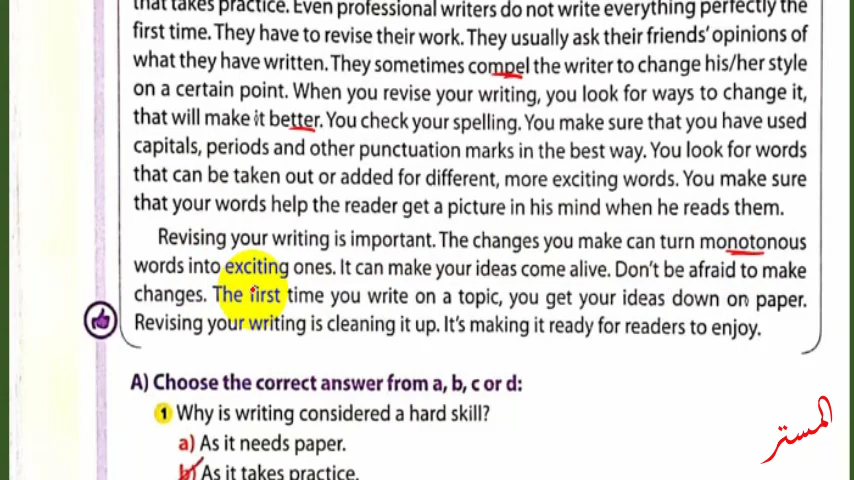 that takes practice. Even professional writers do not write everything perfectly the
first time. They have to revise their work. They usually ask their friends' opinions of
what they have written. They sometimes compel the writer to change his/her style
on a certain point. When you revise your writing, you look for ways to change it,
that will make it better. You check your spelling. You make sure that you have used
capitals, periods and other punctuation marks in the best way. You look for words
that can be taken out or added for different, more exciting words. You make sure
that your words help the reader get a picture in his mind when he reads them.
Revising your writing is important. The changes you make can turn monotonous
words into exciting ones. It can make your ideas come alive. Don't be afraid to make
changes. The first time you write on a topic, you get your ideas down on paper.
Revising your writing is cleaning it up. It's making it ready for readers to enjoy.
A) Choose the correct answer from a, b, c or d:
1 Why is writing considered a hard skill?
a) As it needs paper.
b) As it takes practice.
المستر